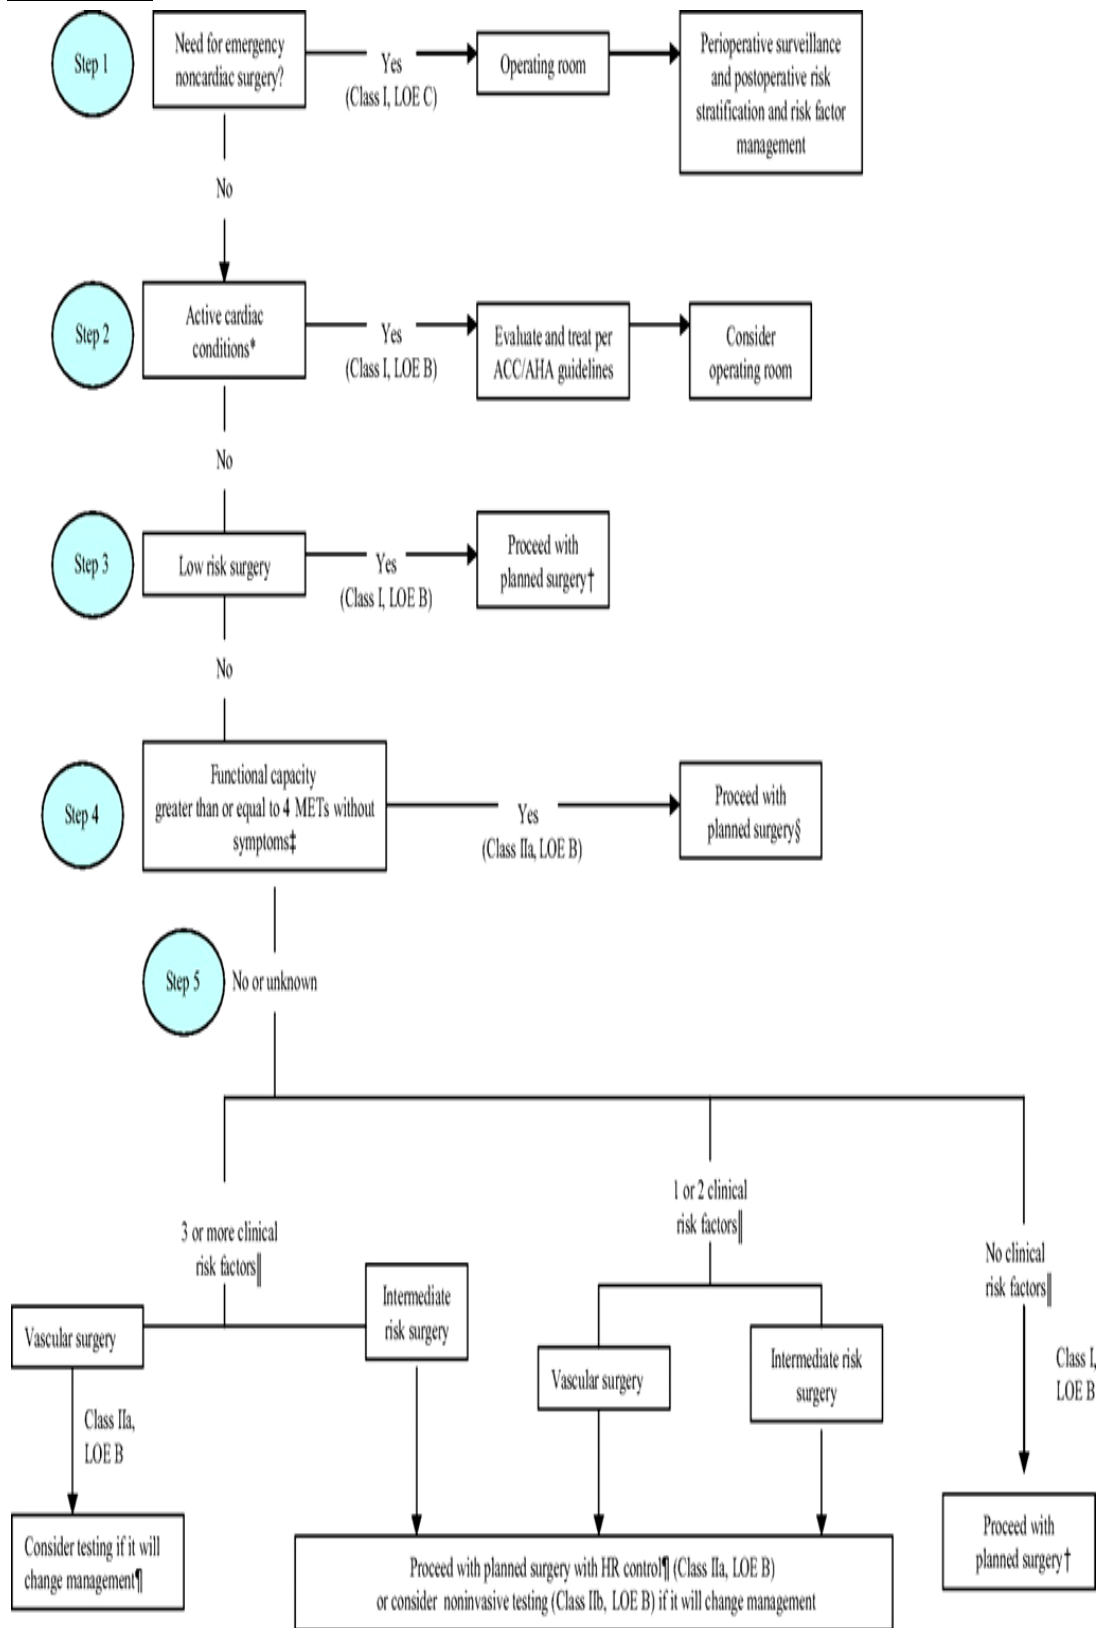 Step 1
Need for emergency
noncardiac surgery?
Yes
(Class I, LOE C)
Operating room
Perioperative surveillance
and postoperative risk
stratification and risk factor
management
No
Step 2
Active cardiac
conditions*
Yes
(Class I, LOE B)
Evaluate and treat per
ACC/AHA guidelines
Consider
operating room
No
Step 3
Low risk surgery
Yes
(Class I, LOE B)
Proceed with
planned surgery†
No
Step 4
Functional capacity
greater than or equal to 4 METs without
symptoms‡
Yes
(Class IIa, LOE B)
Proceed with
planned surgery§
Step 5
No or unknown
3 or more clinical
risk factors‖
Vascular surgery
Intermediate
risk surgery
Class IIa,
LOE B
Consider testing if it will
change management¶
1 or 2 clinical
risk factors‖
Vascular surgery
Intermediate risk
surgery
Proceed with planned surgery with HR control¶ (Class IIa, LOE B)
or consider noninvasive testing (Class IIb, LOE B) if it will change management
No clinical
risk factors‖
Class I,
LOE B
Proceed with
planned surgery†